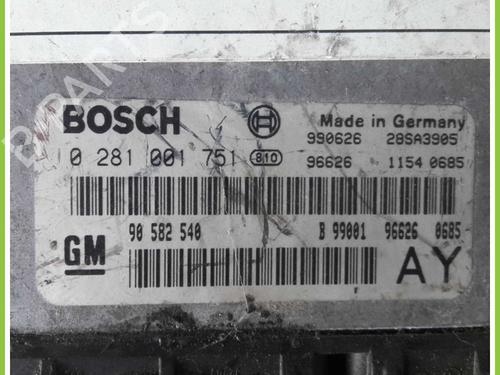 BOSCH
Made in Germany
0 281 001 751 810
990626 28SA3905
96626 1154 0685
GM 90 582 540
B 99001 96626 0685
AY
B-PARTS